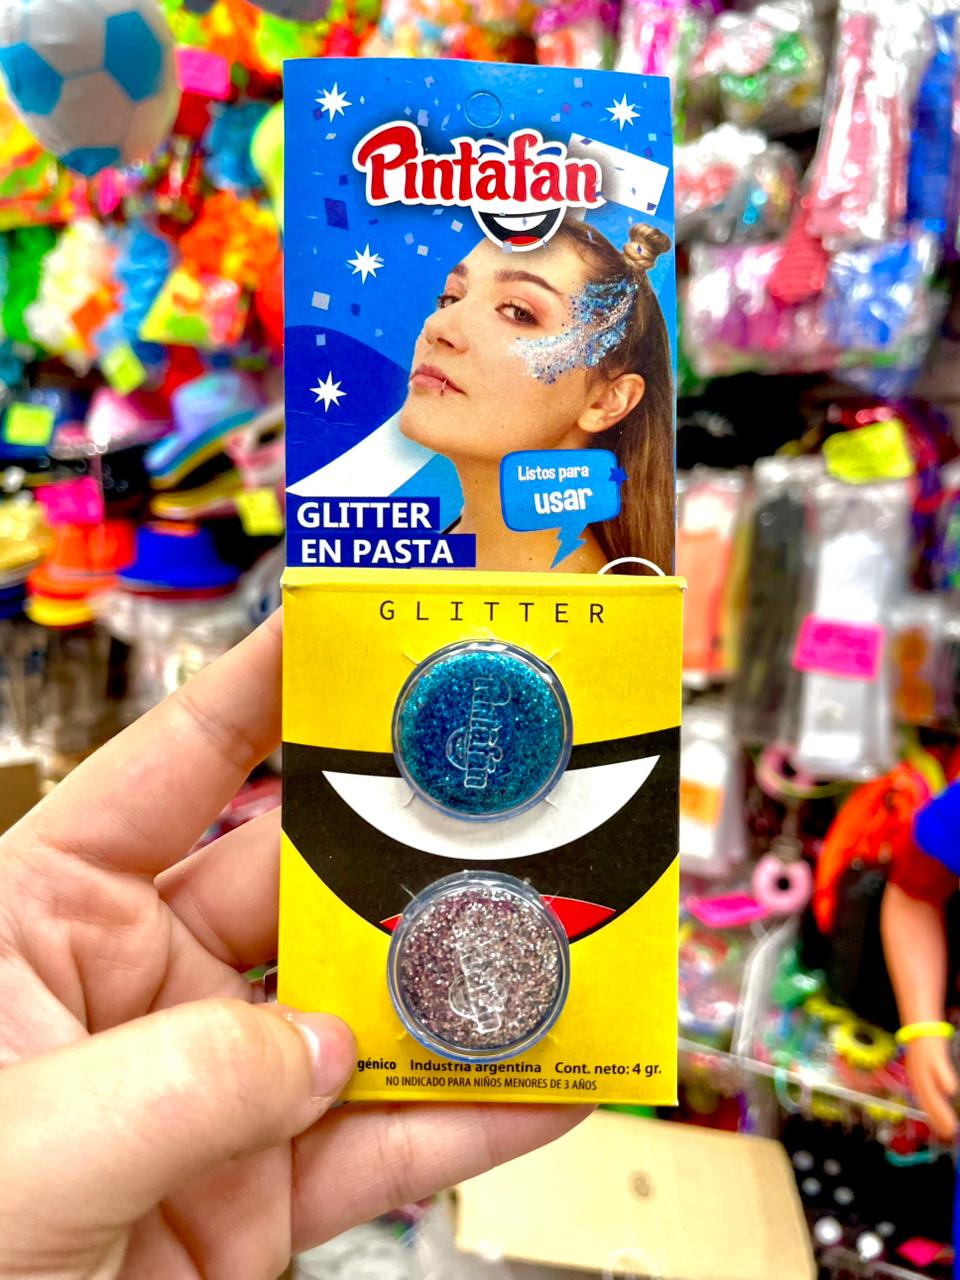 Pintafan
Listos para
usar
GLITTER
EN PASTA
GLITTER
Pintafan
Pintafan
génico Industria argentina Cont. neto: 4 gr.
NO INDICADO PARA NIÑOS MENORES DE 3 AÑOS